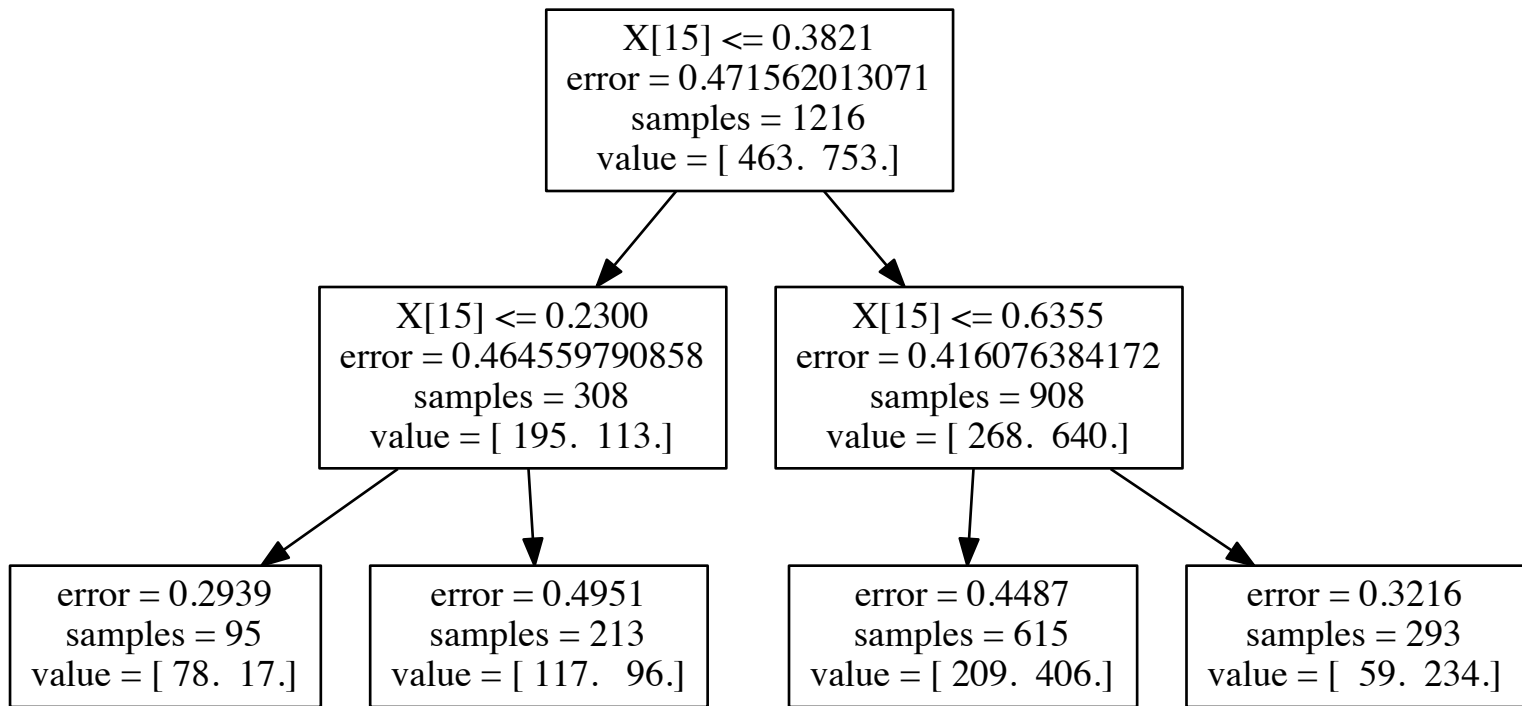 X[15] <= 0.3821
error = 0.471562013071
samples = 1216
value = [ 463.  753.]
X[15] <= 0.2300
error = 0.464559790858
samples = 308
value = [ 195.  113.]
X[15] <= 0.6355
error = 0.416076384172
samples = 908
value = [ 268.  640.]
error = 0.2939
samples = 95
value = [ 78.  17.]
error = 0.4951
samples = 213
value = [ 117.   96.]
error = 0.4487
samples = 615
value = [ 209.  406.]
error = 0.3216
samples = 293
value = [  59.  234.]